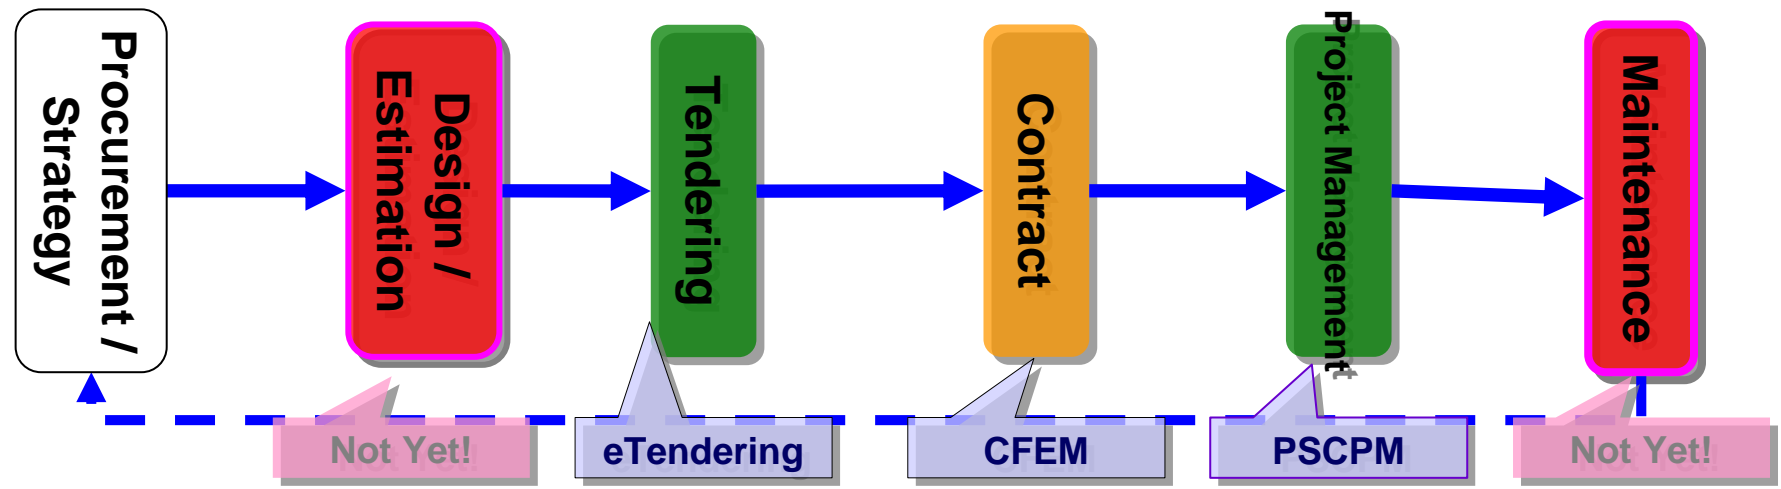 Procurement /
Strategy
Design /
Estimation
Tendering
Contract
Project Management
Maintenance
Not Yet!
eTendering
CFEM
PSCPM
Not Yet!